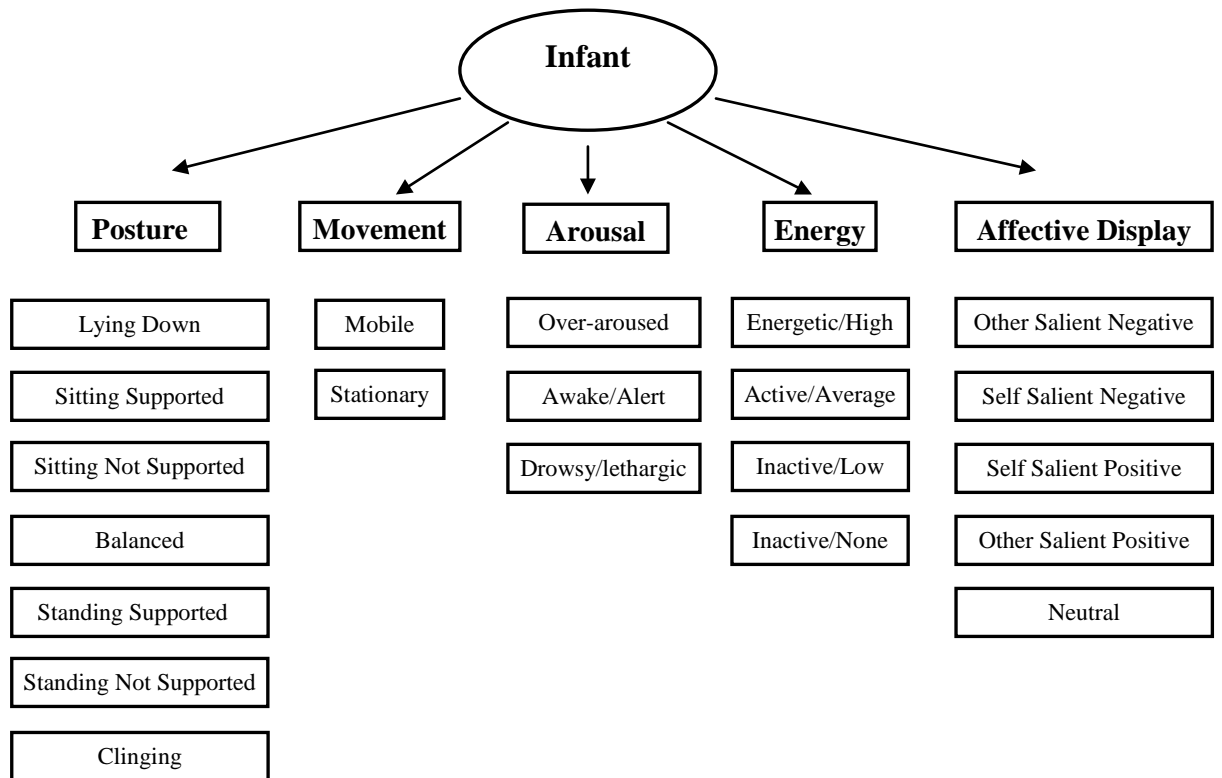 Infant
Posture
Movement
Arousal
Energy
Affective Display
Lying Down
Sitting Supported
Sitting Not Supported
Balanced
Standing Supported
Standing Not Supported
Clinging
Mobile
Stationary
Over-aroused
Awake/Alert
Drowsy/lethargic
Energetic/High
Active/Average
Inactive/Low
Inactive/None
Other Salient Negative
Self Salient Negative
Self Salient Positive
Other Salient Positive
Neutral